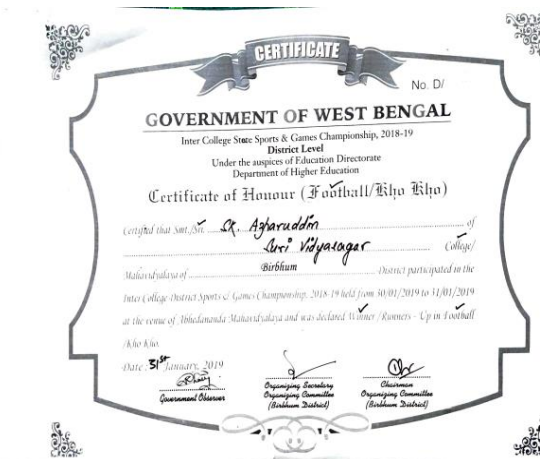 CERTIFICATE
No. D/
GOVERNMENT OF WEST BENGAL
Inter College State Sports & Games Championship, 2018-19
District Level
Under the auspices of Education Directorate
Department of Higher Education
Certificate of Honour (Football/Kho Kho)
Certified that Smt./Sri. SK. Azharuddin of
Suri Vidyasagar College/
Mahavidyalaya of Birbhum District participated in the
Inter College District Sports & Games Championship, 2018-19 held from 30/01/2019 to 31/01/2019
at the venue of Abhedananda Mahavidyalaya and was declared Winner /Runners - Up in Football
/Kho Kho.
Date 31st January, 2019
Government Observer
Organizing Secretary
Organizing Committee
(Birbhum District)
Chairman
Organizing Committee
(Birbhum District)